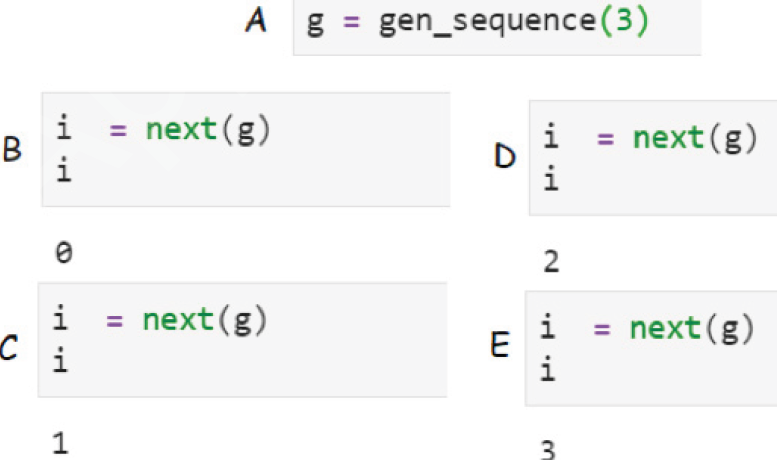 A g = gen_sequence(3)
B i = next(g)
i
0
C i = next(g)
i
1
D i = next(g)
i
2
E i = next(g)
i
3